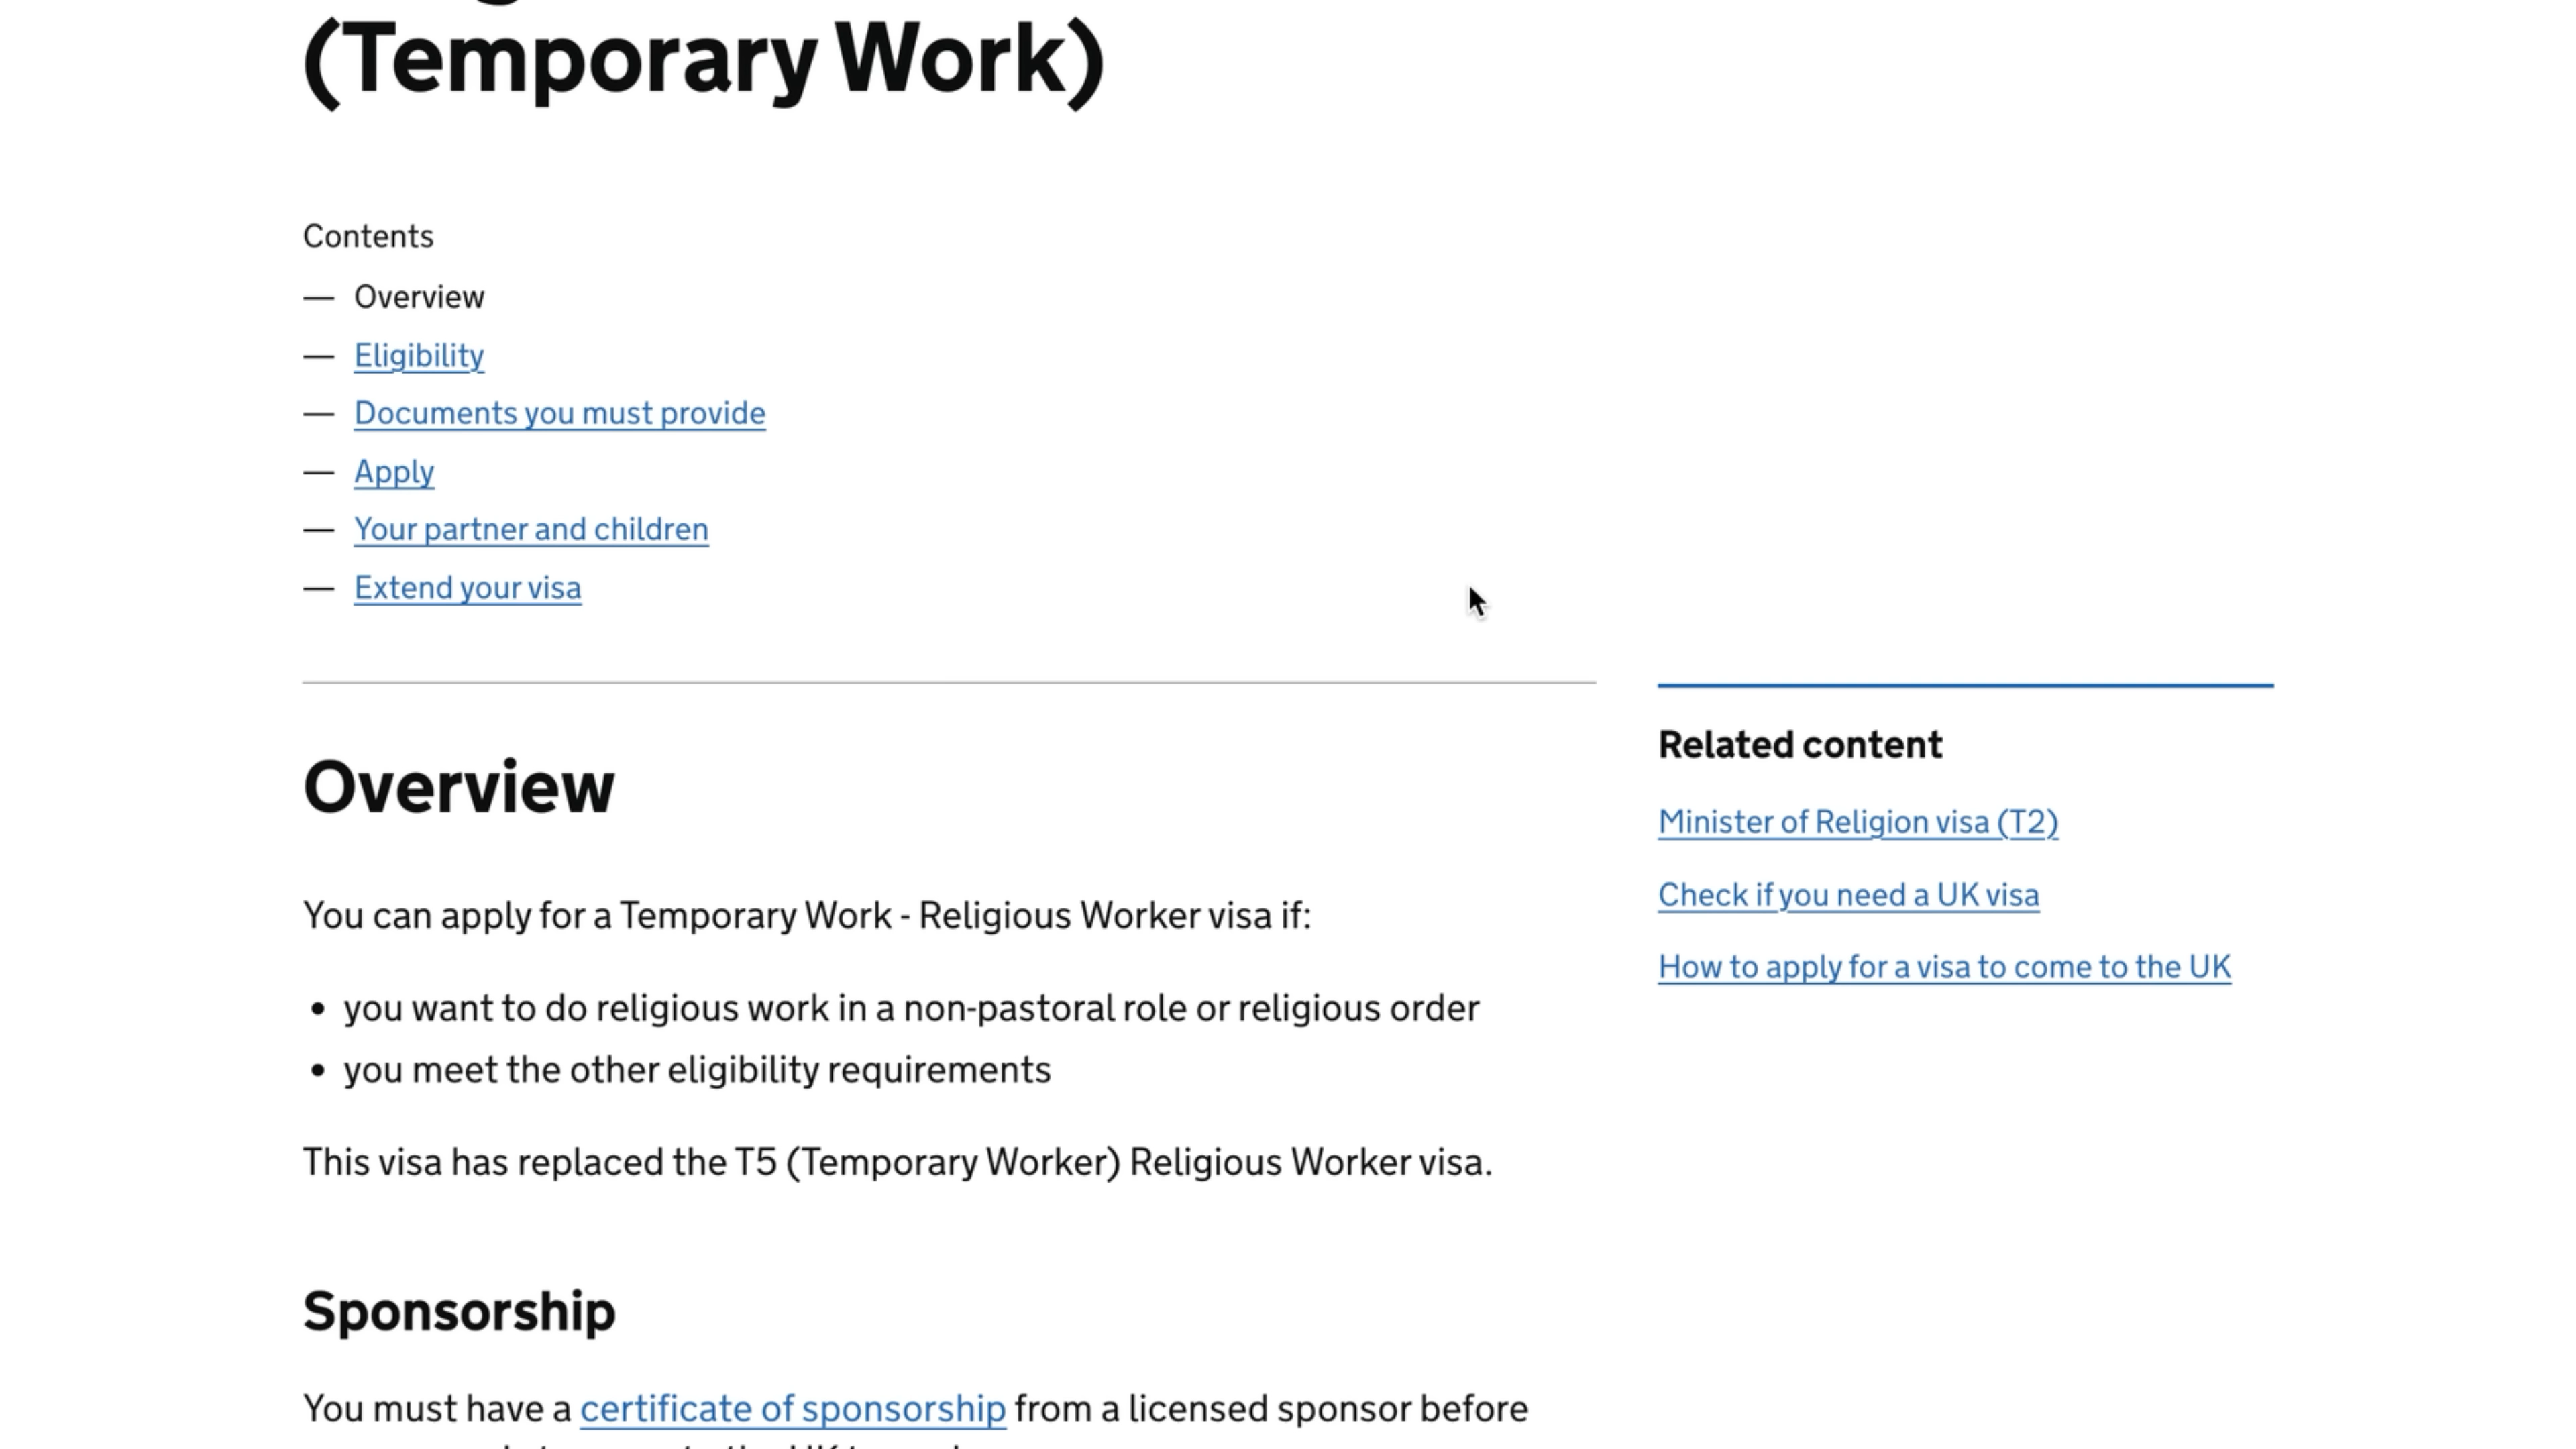 (Temporary Work)
Contents
— Overview
— Eligibility
— Documents you must provide
— Apply
— Your partner and children
— Extend your visa
Overview
You can apply for a Temporary Work - Religious Worker visa if:
• you want to do religious work in a non-pastoral role or religious order
• you meet the other eligibility requirements
This visa has replaced the T5 (Temporary Worker) Religious Worker visa.
Sponsorship
You must have a certificate of sponsorship from a licensed sponsor before
Related content
Minister of Religion visa (T2)
Check if you need a UK visa
How to apply for a visa to come to the UK